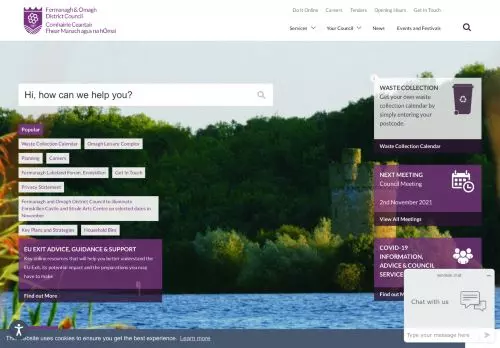 Fermanagh & Omagh
District Council
Comhairle Ceantair
Fhear Manach agus na hÓmaí
Do It Online
Careers
Tenders
Opening Hours
Get In Touch
Services
Your Council
News
Events and Festivals
Hi, how can we help you?
Popular
Waste Collection Calendar
Omagh Leisure Complex
Planning
Careers
Fermanagh Lakeland Forum, Enniskillen
Get In Touch
Privacy Statement
Fermanagh and Omagh District Council to illuminate
Enniskillen Castle and Strule Arts Centre on selected dates in
November
Key Plans and Strategies
Household Bins
EU EXIT ADVICE, GUIDANCE & SUPPORT
Key online resources that will help you better understand the
EU Exit, its potential impact and the preparations you may
have to make
Find out More
WASTE COLLECTION
Get your own waste
collection calendar by
simply entering your
postcode.
Waste Collection Calendar
NEXT MEETING
Council Meeting
2nd November 2021
View All Meetings
COVID-19
INFORMATION,
ADVICE & COUNCIL
SERVICE
Find out More
Chat with us
Type your message here
This website uses cookies to ensure you get the best experience. Learn more